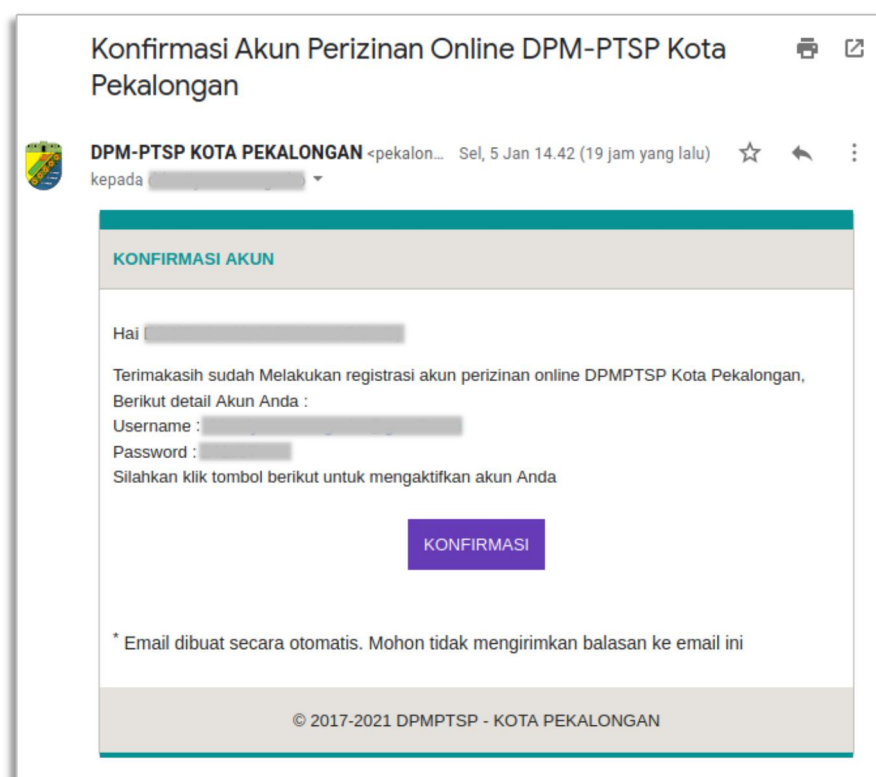 Konfirmasi Akun Perizinan Online DPM-PTSP Kota
Pekalongan
DPM-PTSP KOTA PEKALONGAN <pekalon... Sel, 5 Jan 14.42 (19 jam yang lalu)
kepada
KONFIRMASI AKUN
Hai
Terimakasih sudah Melakukan registrasi akun perizinan online DPMPTSP Kota Pekalongan,
Berikut detail Akun Anda :
Username :
Password :
Silahkan klik tombol berikut untuk mengaktifkan akun Anda
KONFIRMASI
* Email dibuat secara otomatis. Mohon tidak mengirimkan balasan ke email ini
© 2017-2021 DPMPTSP - KOTA PEKALONGAN